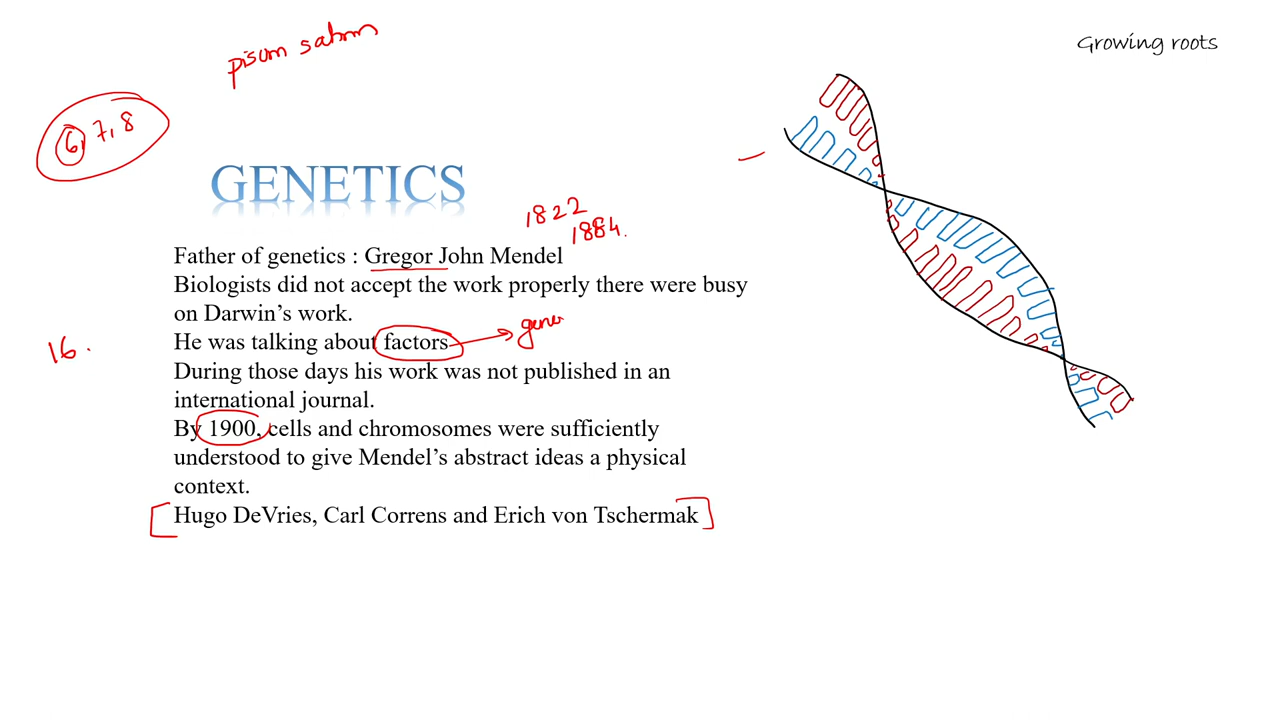 pisum sativum
Growing roots
6, 7, 8
GENETICS
1822
1884.
Father of genetics : Gregor John Mendel
Biologists did not accept the work properly there were busy
on Darwin's work.
He was talking about factors
gene
16.
During those days his work was not published in an
international journal.
By 1900, cells and chromosomes were sufficiently
understood to give Mendel's abstract ideas a physical
context.
Hugo DeVries, Carl Correns and Erich von Tschermak